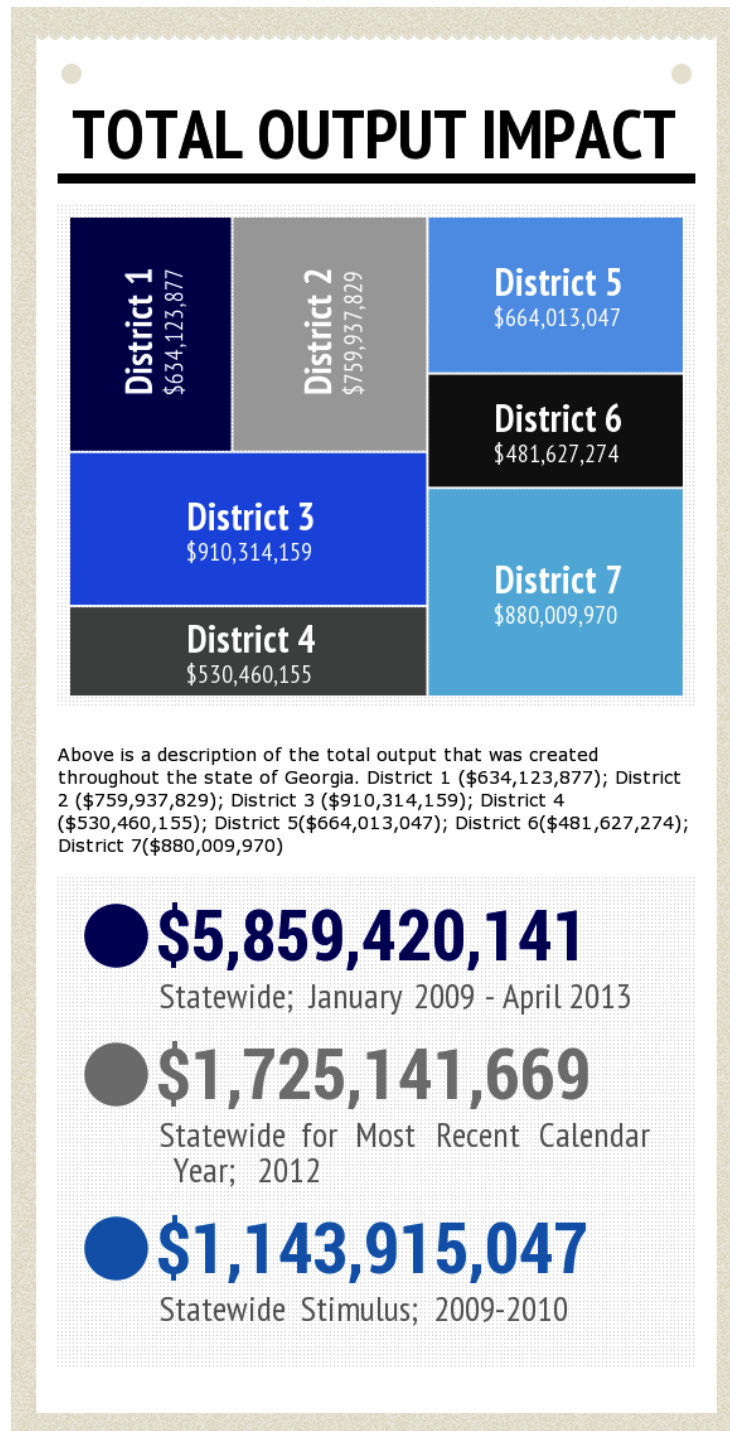 TOTAL OUTPUT IMPACT
District 1
$634,123,877
District 2
$759,937,829
District 3
$910,314,159
District 4
$530,460,155
District 5
$664,013,047
District 6
$481,627,274
District 7
$880,009,970
Above is a description of the total output that was created
throughout the state of Georgia. District 1 ($634,123,877); District
2 ($759,937,829); District 3 ($910,314,159); District 4
($530,460,155); District 5($664,013,047); District 6($481,627,274);
District 7($880,009,970)
$5,859,420,141
Statewide; January 2009 - April 2013
$1,725,141,669
Statewide for Most Recent Calendar
Year; 2012
$1,143,915,047
Statewide Stimulus; 2009-2010